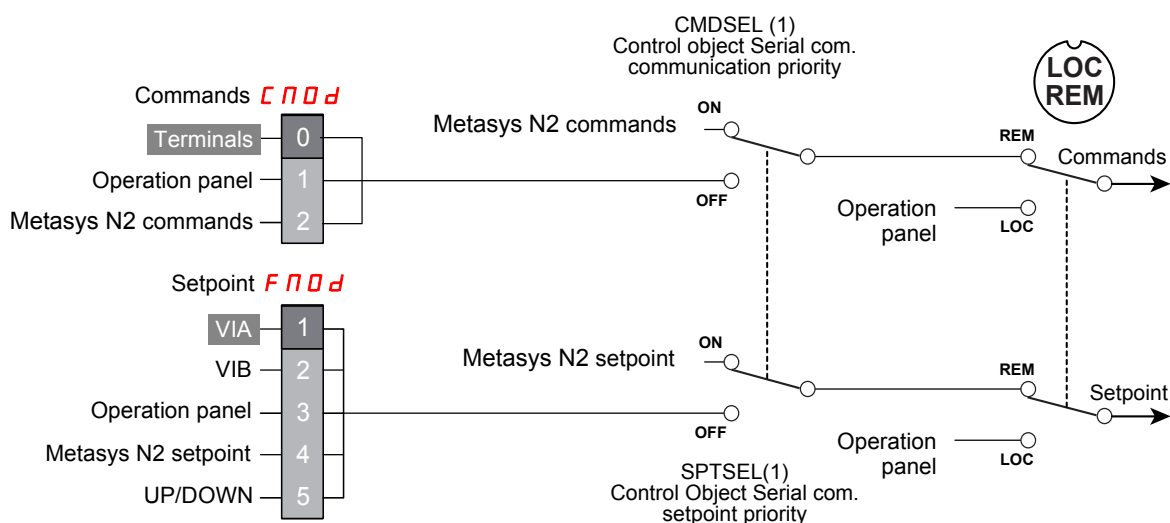 CMDSEL (1)
Control object Serial com.
communication priority
LOC
REM
Commands CMOd
Terminals 0
Operation panel 1
Metasys N2 commands 2
Metasys N2 commands
ON
OFF
REM
Commands
Operation
panel
LOC
Setpoint FMOd
VIA 1
VIB 2
Operation panel 3
Metasys N2 setpoint 4
UP/DOWN 5
Metasys N2 setpoint
ON
OFF
REM
Setpoint
Operation
panel
LOC
SPTSEL(1)
Control Object Serial com.
setpoint priority